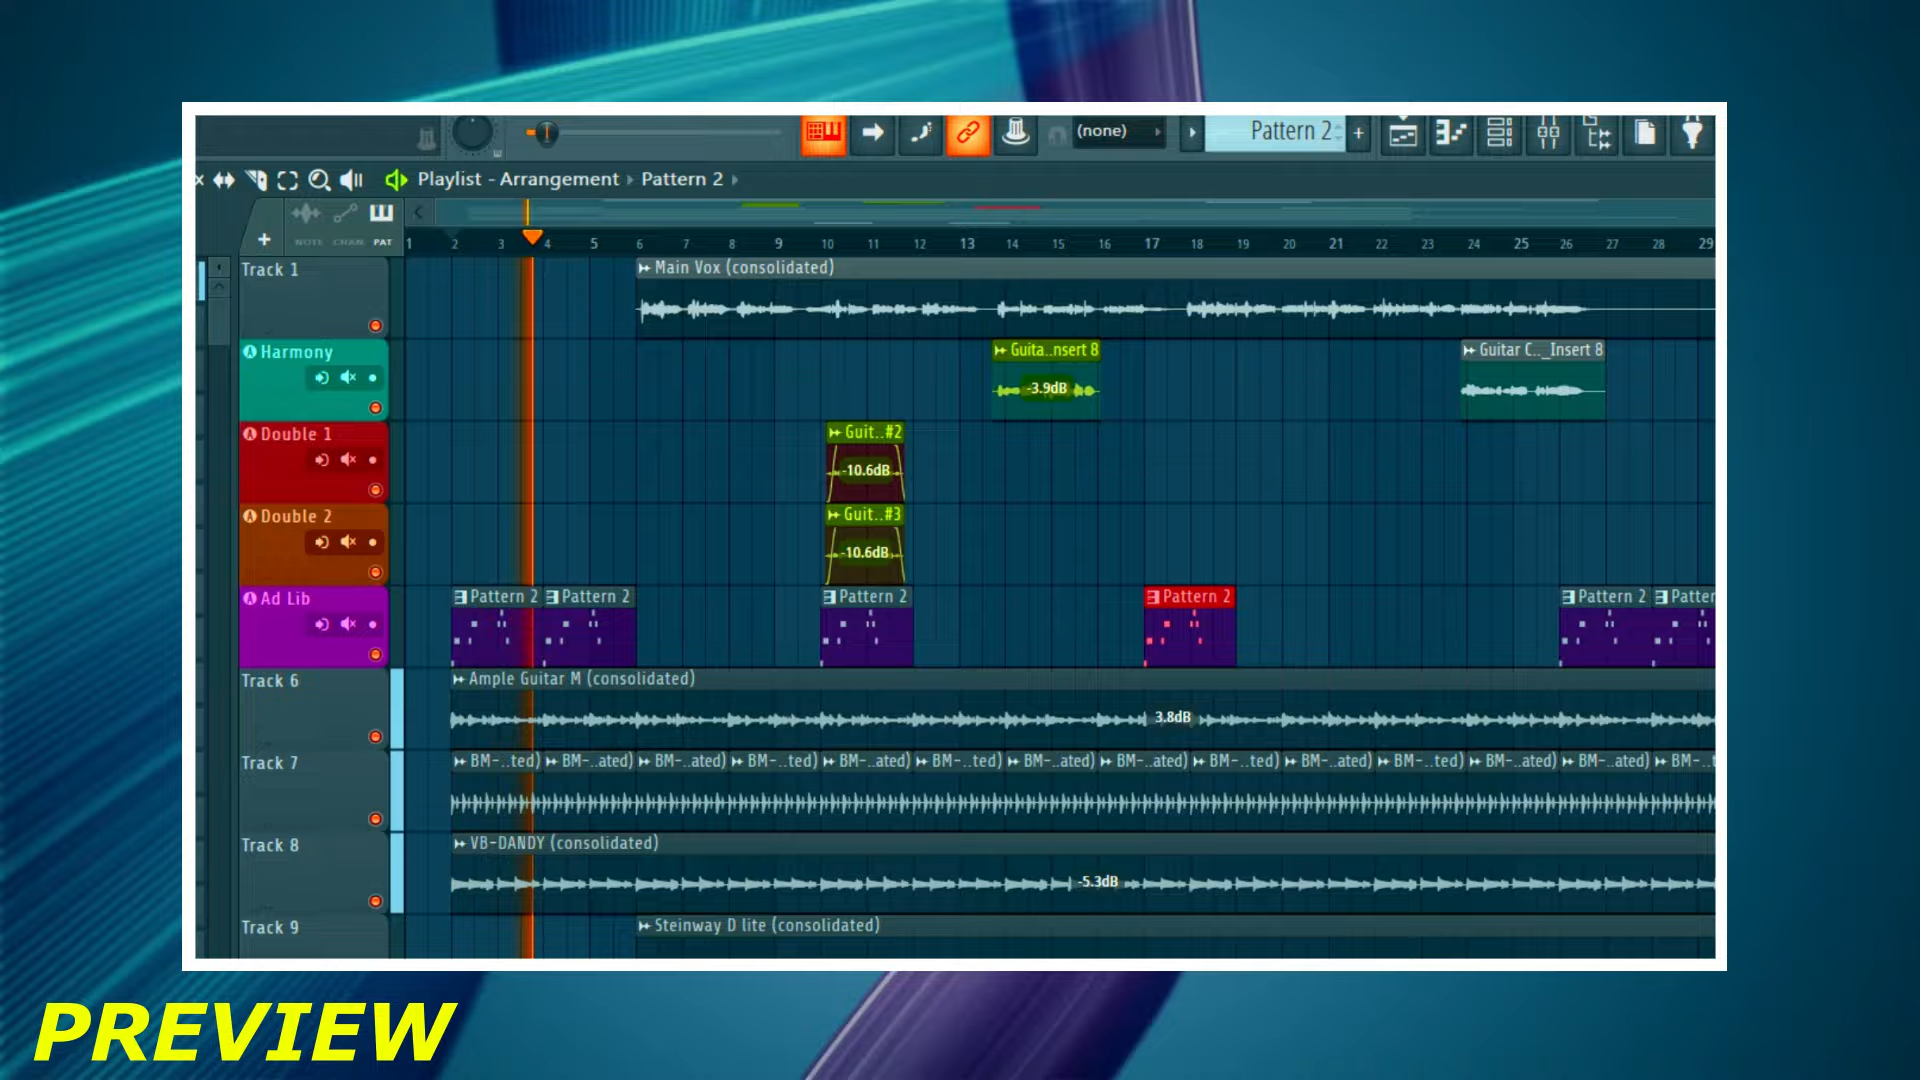 (none)
Pattern 2
+
Playlist - Arrangement Pattern 2
NOTE CHAN PAT
1 2 3 4 5 6 7 8 9 10 11 12 13 14 15 16 17 18 19 20 21 22 23 24 25 26 27 28 29
Track 1
Main Vox (consolidated)
Harmony
Guita..nsert 8
Guitar C.._Insert 8
-3.9dB
Double 1
Guit..#2
-10.6dB
Double 2
Guit..#3
-10.6dB
Ad Lib
Pattern 2 Pattern 2 Pattern 2 Pattern 2 Pattern 2 Patter
Track 6
Ample Guitar M (consolidated)
3.8dB
Track 7
BM-..ted) BM-..ated) BM-..ated) BM-..ted) BM-..ated) BM-..ted) BM-..ated) BM-..ated) BM-..ted) BM-..ated) BM-..ted) BM-..ated) BM-..ated) BM-..t
Track 8
VB-DANDY (consolidated)
-5.3dB
Track 9
Steinway D lite (consolidated)
PREVIEW